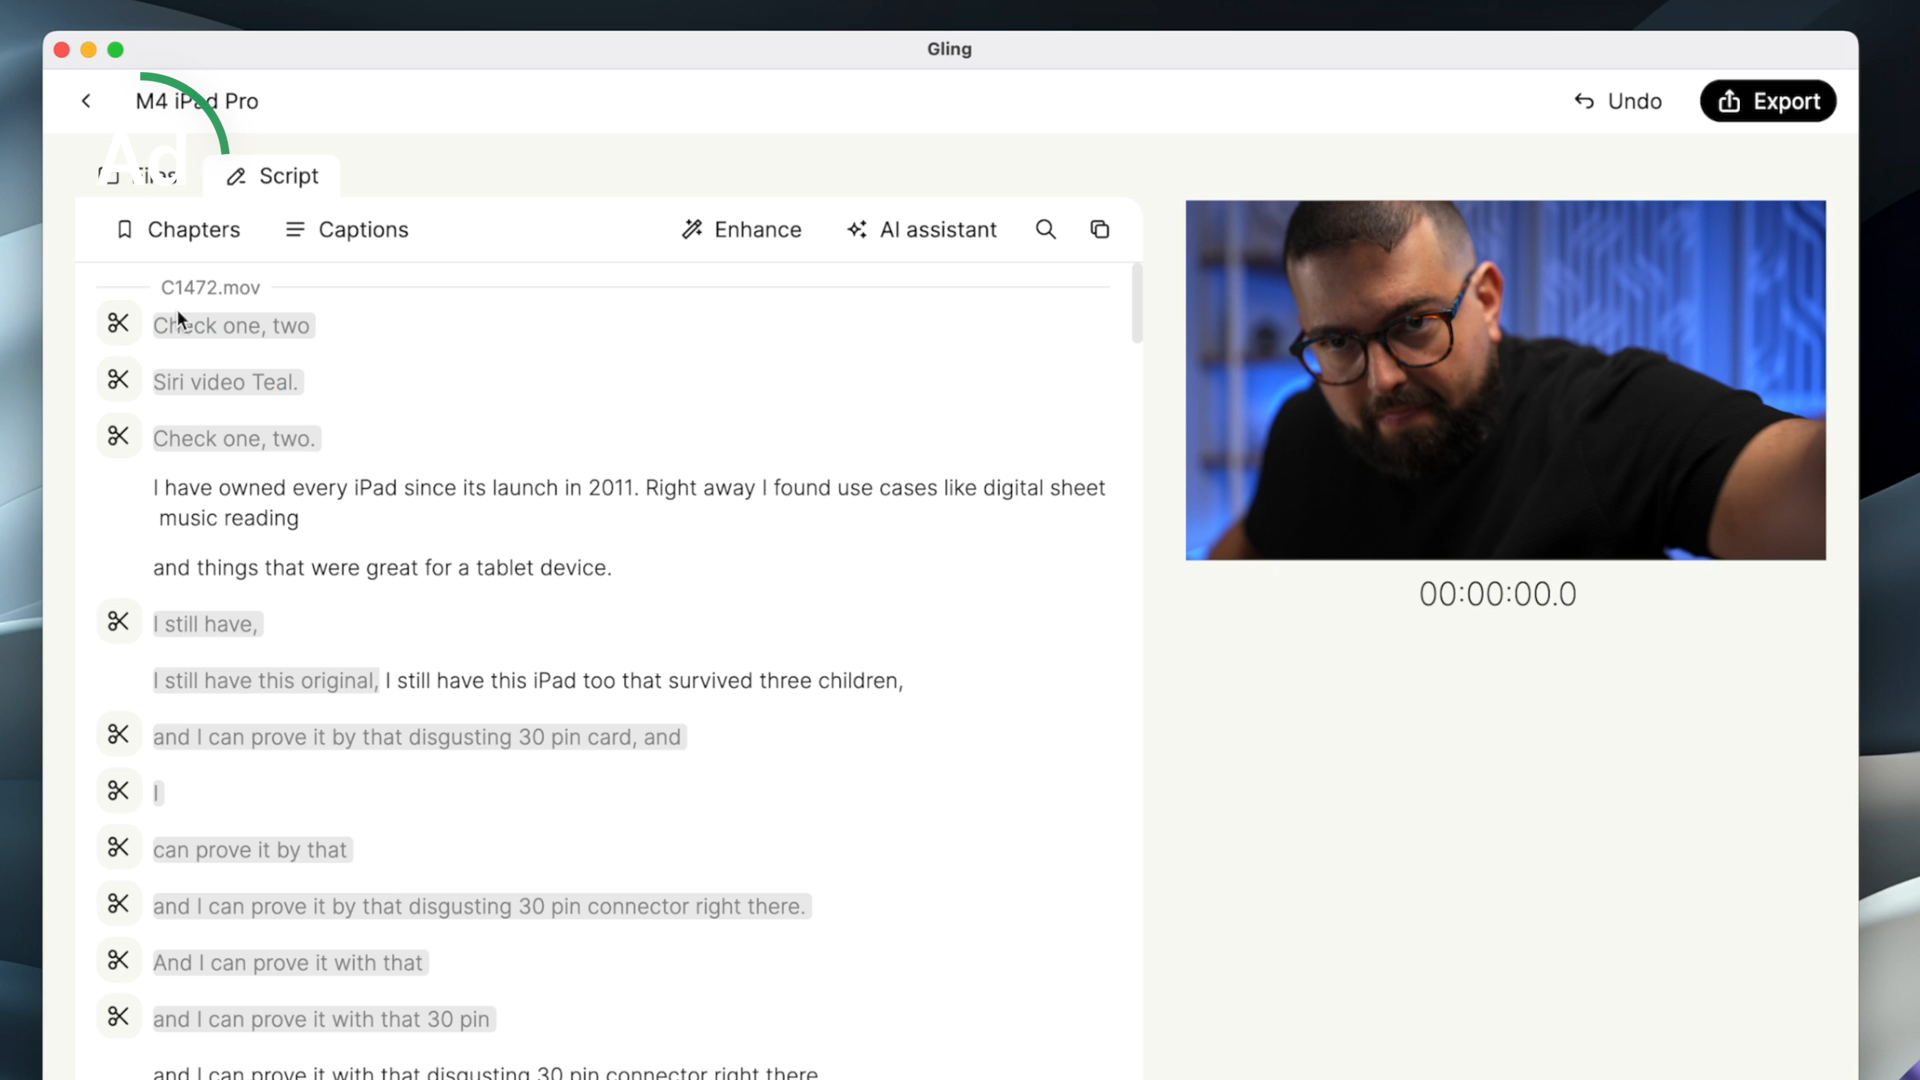 Gling
M4 iPad Pro
Undo
Export
Ad
Files
Script
Chapters
Captions
Enhance
AI assistant
C1472.mov
Check one, two
Siri video Teal.
Check one, two.
I have owned every iPad since its launch in 2011. Right away I found use cases like digital sheet
music reading
and things that were great for a tablet device.
00:00:00.0
I still have,
I still have this original, I still have this iPad too that survived three children,
and I can prove it by that disgusting 30 pin card, and
I
can prove it by that
and I can prove it by that disgusting 30 pin connector right there.
And I can prove it with that
and I can prove it with that 30 pin
and I can prove it with that disgusting 30 pin connector right there